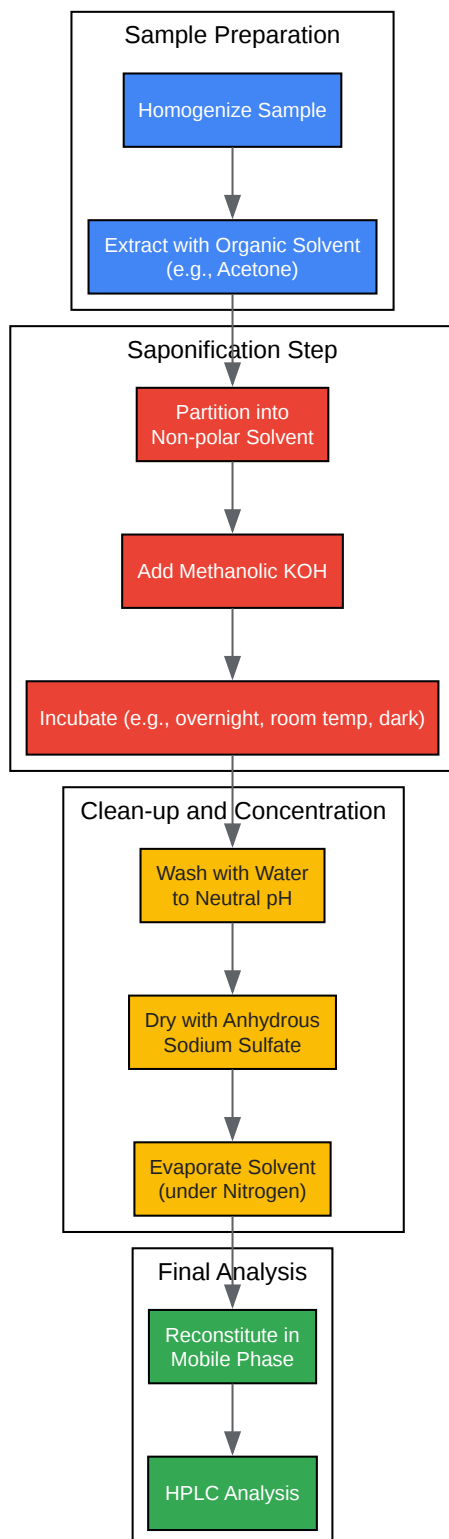 Sample Preparation
Homogenize Sample
Extract with Organic Solvent
(e.g., Acetone)
Saponification Step
Partition into
Non-polar Solvent
Add Methanolic KOH
Incubate (e.g., overnight, room temp, dark)
Clean-up and Concentration
Wash with Water
to Neutral pH
Dry with Anhydrous
Sodium Sulfate
Evaporate Solvent
(under Nitrogen)
Final Analysis
Reconstitute in
Mobile Phase
HPLC Analysis